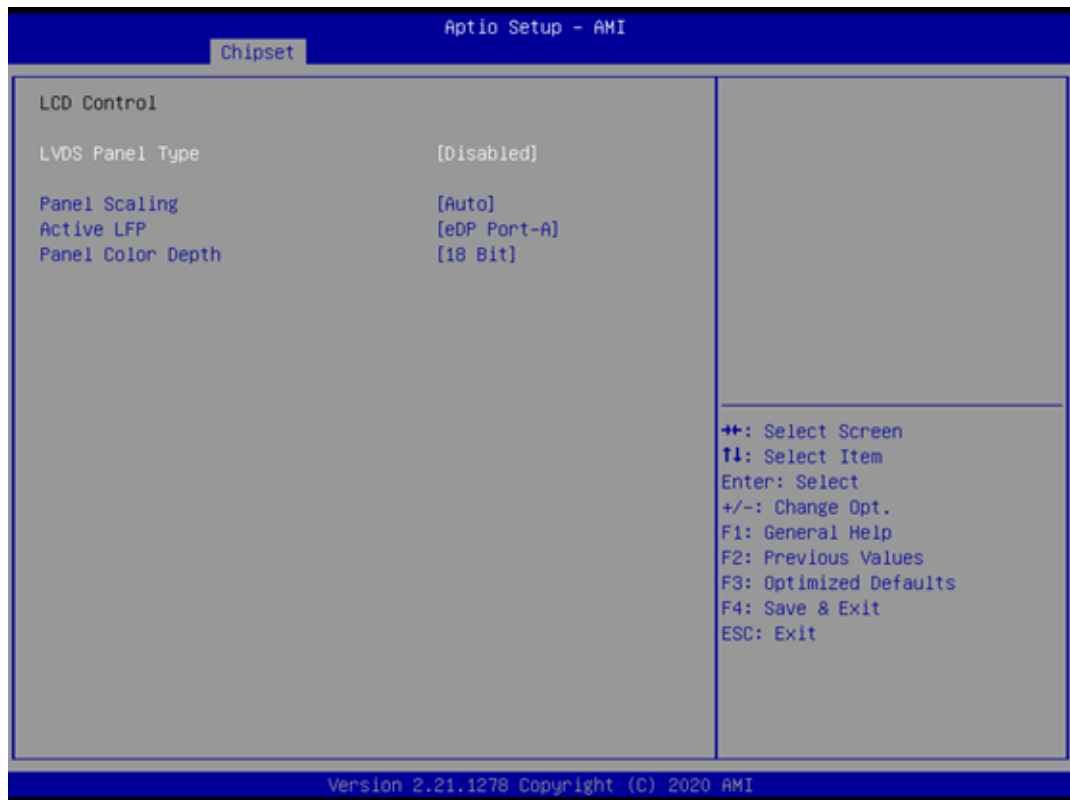 Aptio Setup – AMI
Chipset
LCD Control
LVDS Panel Type [Disabled]
Panel Scaling [Auto]
Active LFP [eDP Port-A]
Panel Color Depth [18 Bit]
→←: Select Screen
↑↓: Select Item
Enter: Select
+/-: Change Opt.
F1: General Help
F2: Previous Values
F3: Optimized Defaults
F4: Save & Exit
ESC: Exit
Version 2.21.1278 Copyright (C) 2020 AMI